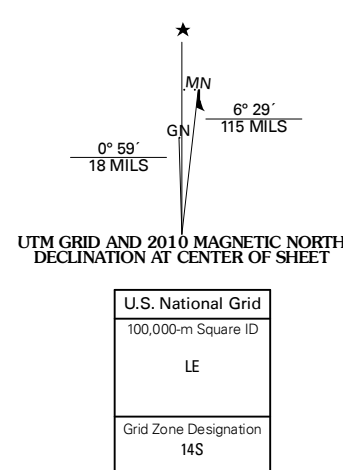 ★
MN
GN
6° 29´
115 MILS
0° 59´
18 MILS
UTM GRID AND 2010 MAGNETIC NORTH
DECLINATION AT CENTER OF SHEET
U.S. National Grid
100,000-m Square ID
LE
Grid Zone Designation
14S